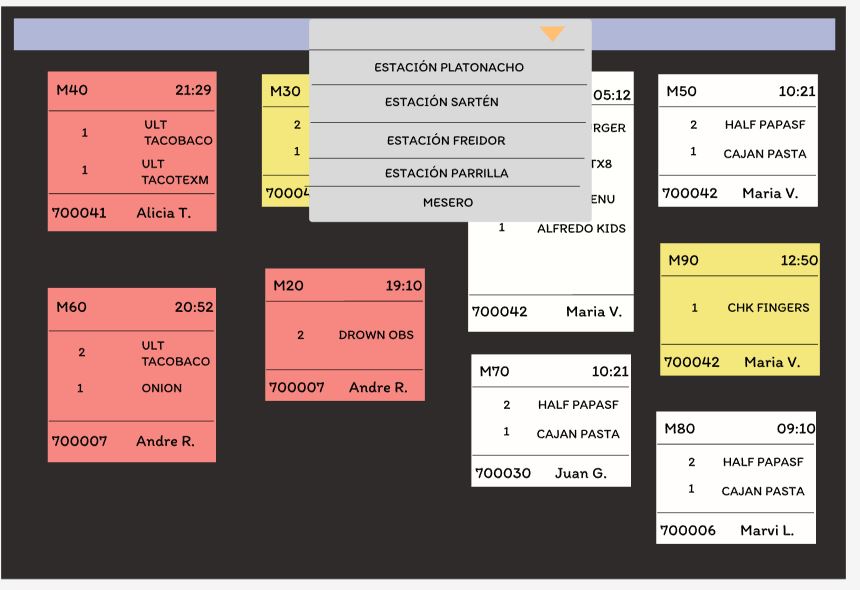 ESTACIÓN PLATONACHO
ESTACIÓN SARTÉN
ESTACIÓN FREIDOR
ESTACIÓN PARRILLA
MESERO
M40 21:29
1 ULT
TACOBACO
1 ULT
TACOTEXM
700041 Alicia T.
M30
2
1
05:12
ALFREDO KIDS
1
700042 Maria V.
M50 10:21
2 HALF PAPASF
1 CAJAN PASTA
700042 Maria V.
M60 20:52
2 ULT
TACOBACO
1 ONION
700007 Andre R.
M20 19:10
2 DROWN OBS
700007 Andre R.
M70 10:21
2 HALF PAPASF
1 CAJAN PASTA
700030 Juan G.
M90 12:50
1 CHK FINGERS
700042 Maria V.
M80 09:10
2 HALF PAPASF
1 CAJAN PASTA
700006 Marvi L.